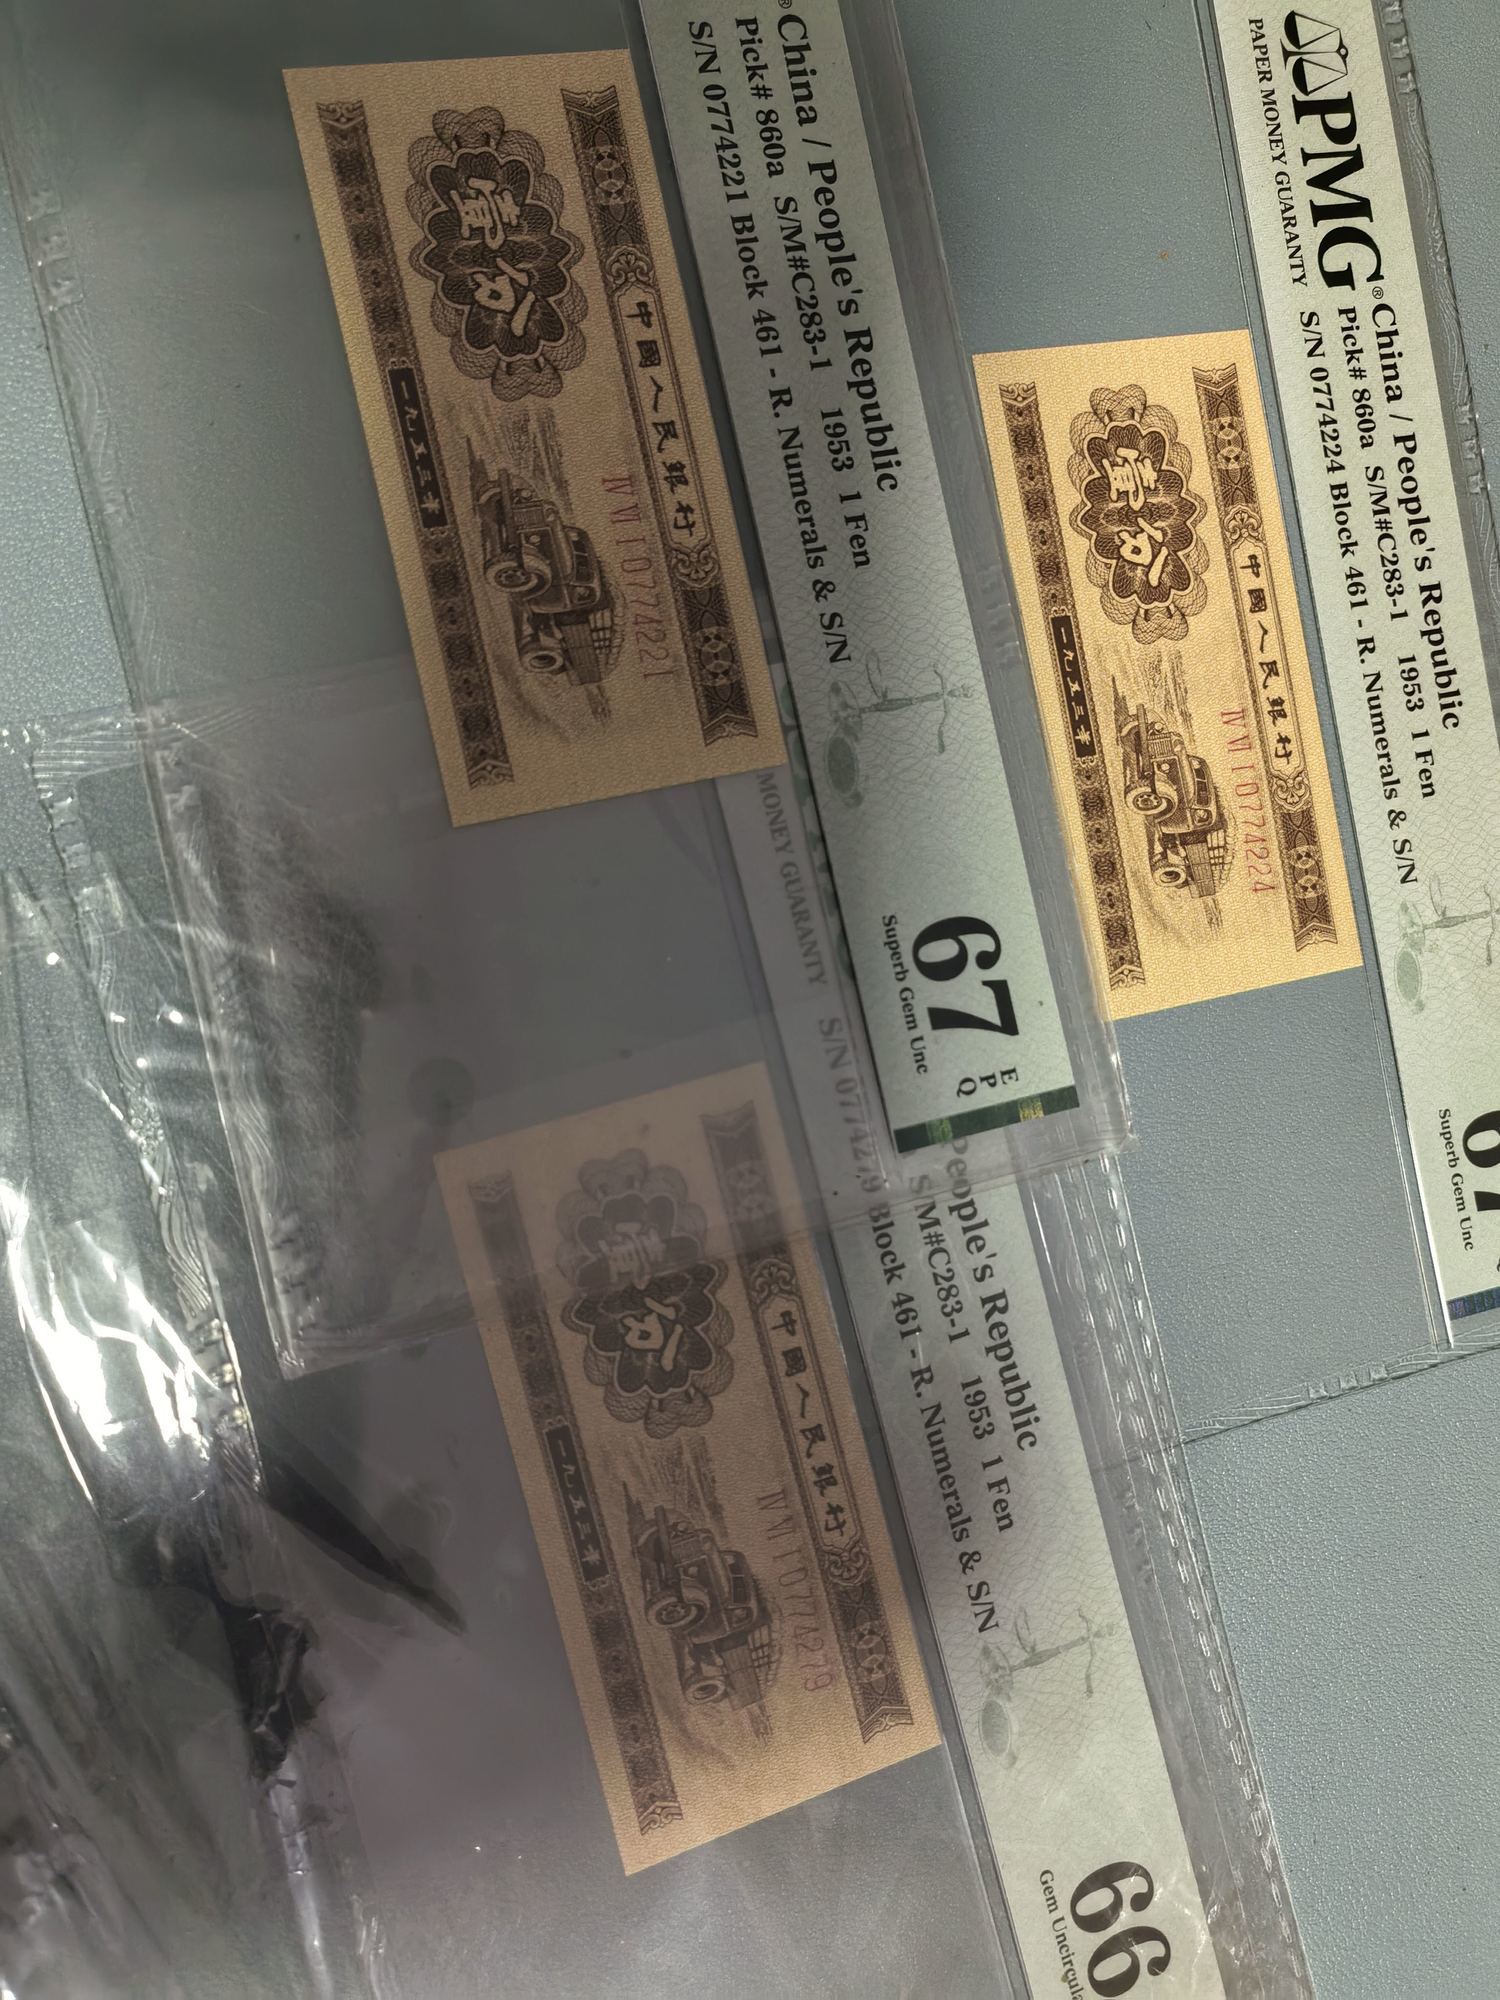 China / People's Republic
Pick# 860a S/M#C283-1 1953 1 Fen
S/N 0774221 Block 461 - R. Numerals & S/N
67 EPQ
Superb Gem Unc
中國人民銀行
IV VI I 0774221
壹分
一九五三年
PMG
PAPER MONEY GUARANTY
China / People's Republic
Pick# 860a S/M#C283-1 1953 1 Fen
S/N 0774224 Block 461 - R. Numerals & S/N
67
Superb Gem Unc
中國人民銀行
IV VI I 0774224
壹分
一九五三年
People's Republic
S/M#C283-1 1953 1 Fen
MONEY GUARANTY S/N 0774279 Block 461 - R. Numerals & S/N
66
Gem Uncircula
中國人民銀行
IV VI I 0774279
壹分
一九五三年